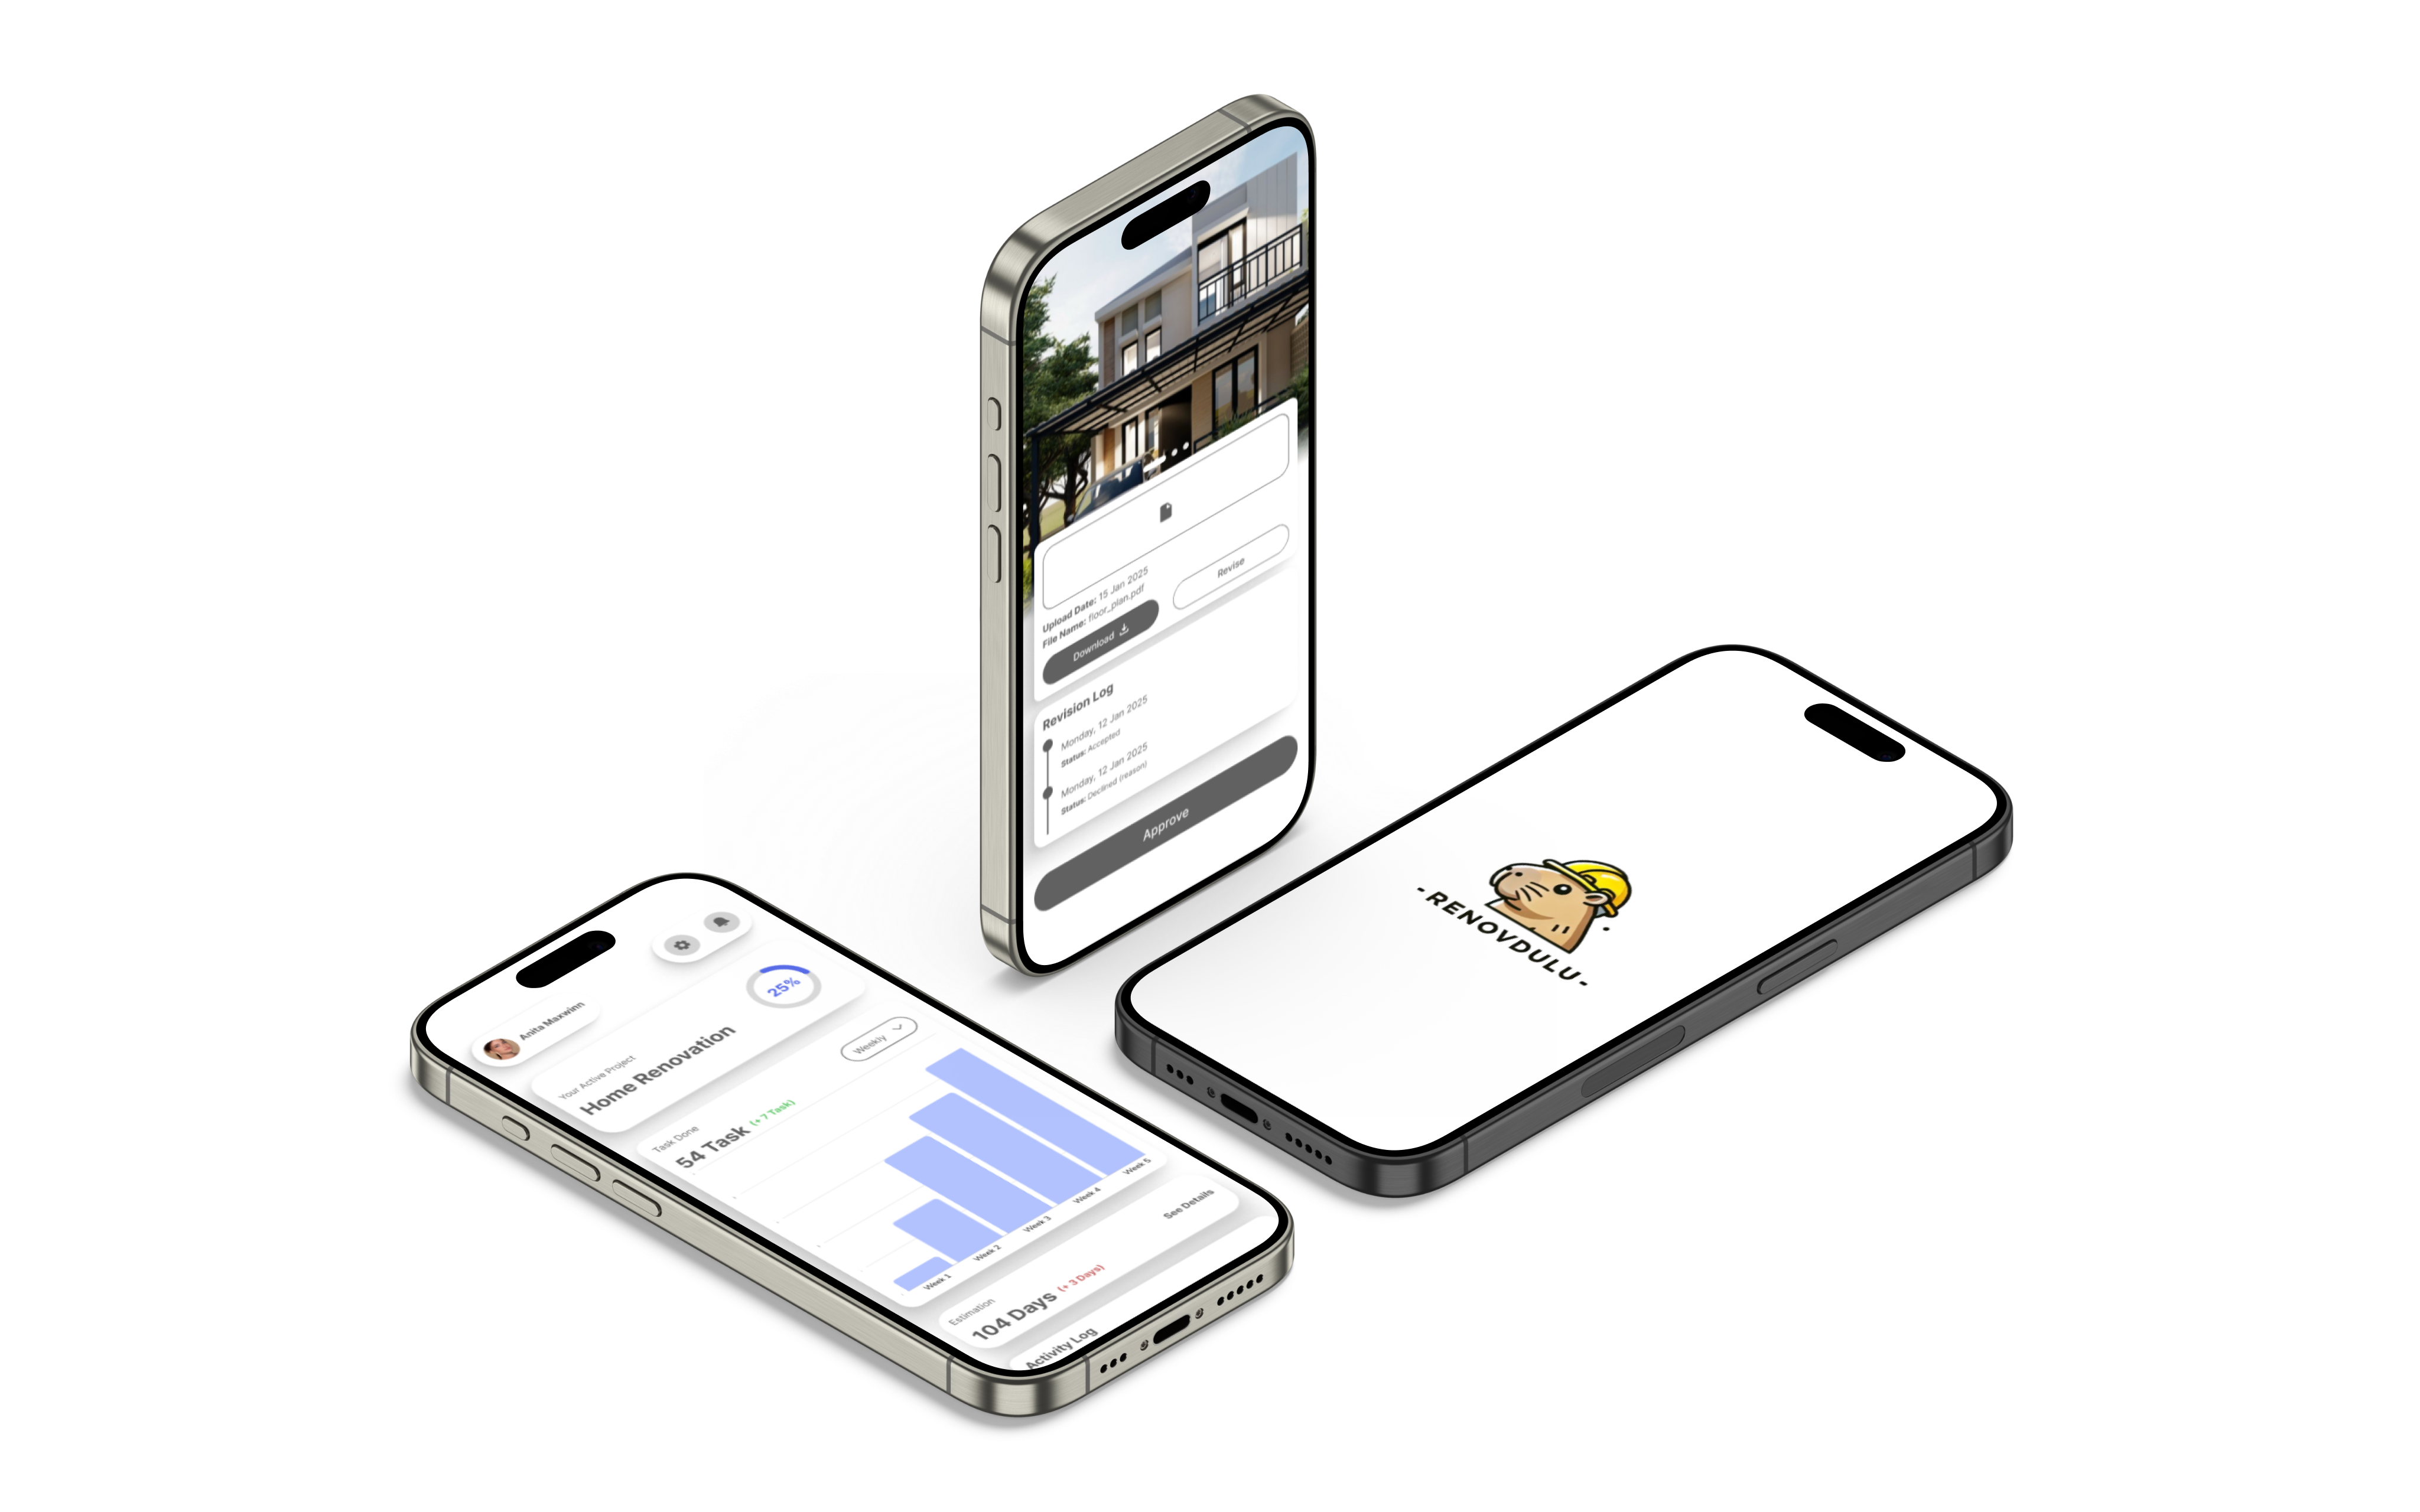 Upload Date: 15 Jan 2025
File Name: floor_plan.pdf
Download
Revise
Revision Log
Monday, 12 Jan 2025
Status: Accepted
Monday, 12 Jan 2025
Status: Declined (reason)
Approve
Anita Maxwinn
Your Active Project
Home Renovation
25%
Task Done
54 Task (+ 7 Task)
Weekly
Week 1
Week 2
Week 3
Week 4
Week 5
Estimation
104 Days (+ 3 Days)
See Details
Activity Log
- RENOVDULU -